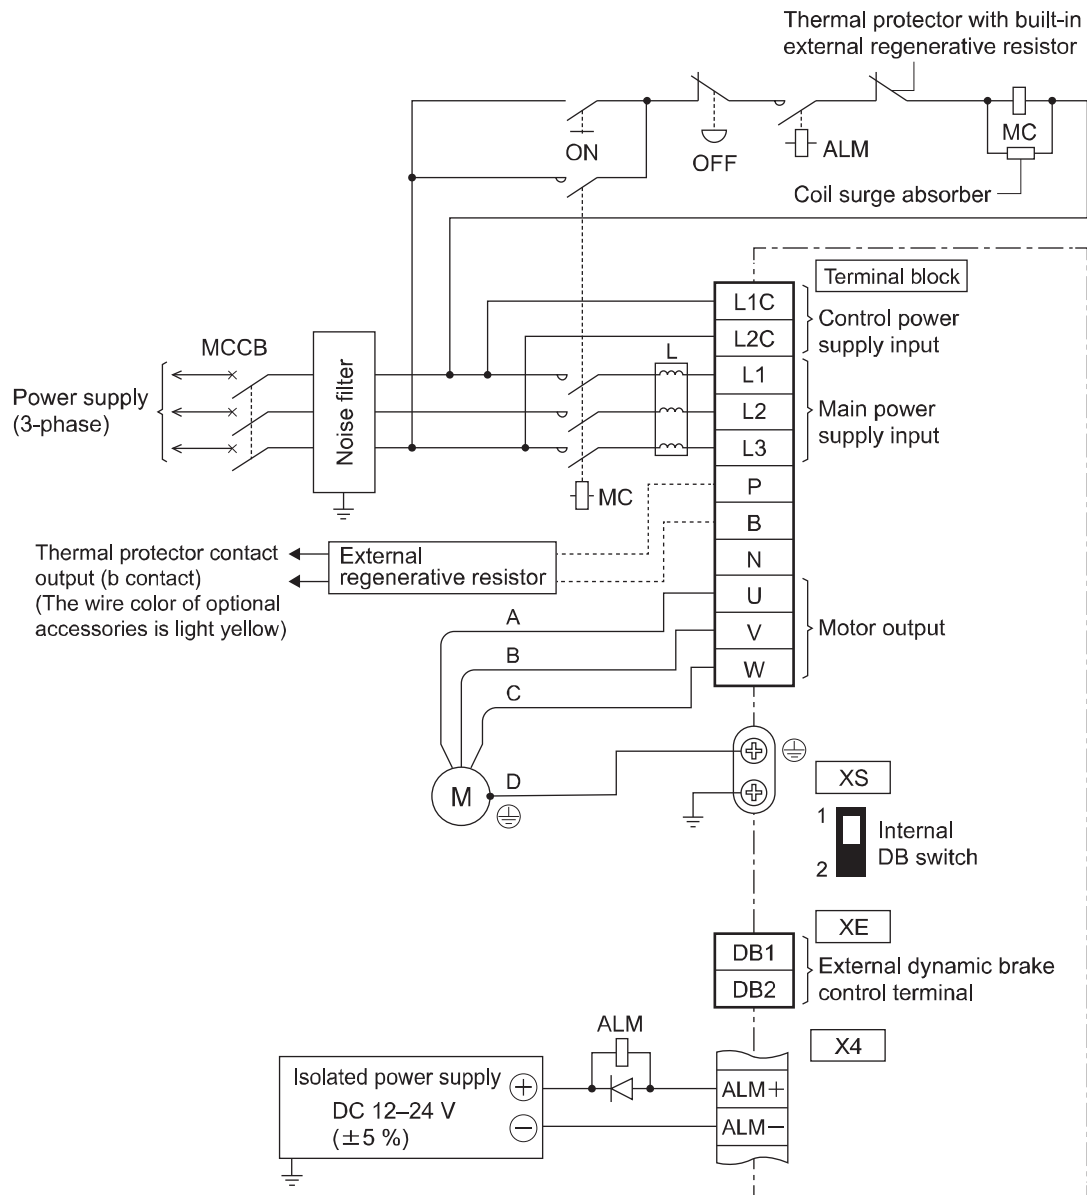 Thermal protector with built-in
external regenerative resistor
ON
OFF
ALM
MC
Coil surge absorber
Terminal block
L1C
L2C
Control power
supply input
MCCB
L
Power supply
(3-phase)
Noise filter
L1
L2
L3
Main power
supply input
MC
P
B
N
Thermal protector contact
output (b contact)
(The wire color of optional
accessories is light yellow)
External
regenerative resistor
A
B
C
U
V
W
Motor output
M
D
XS
1
2
Internal
DB switch
XE
DB1
DB2
External dynamic brake
control terminal
X4
ALM
Isolated power supply
DC 12–24 V
(±5 %)
+
−
ALM+
ALM−